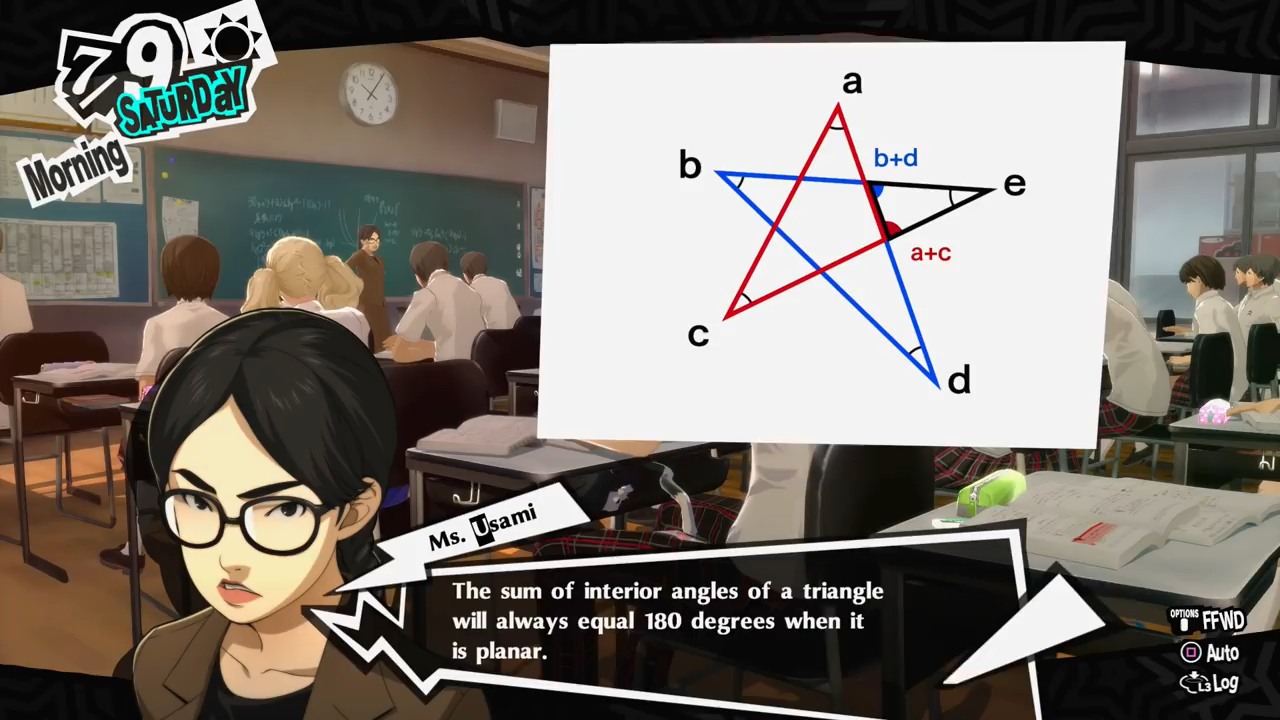 7 9
SATURDAY
Morning
a
b
b+d
e
a+c
c
d
Ms. Usami
The sum of interior angles of a triangle
will always equal 180 degrees when it
is planar.
OPTIONS FFWD
Auto
L3 Log